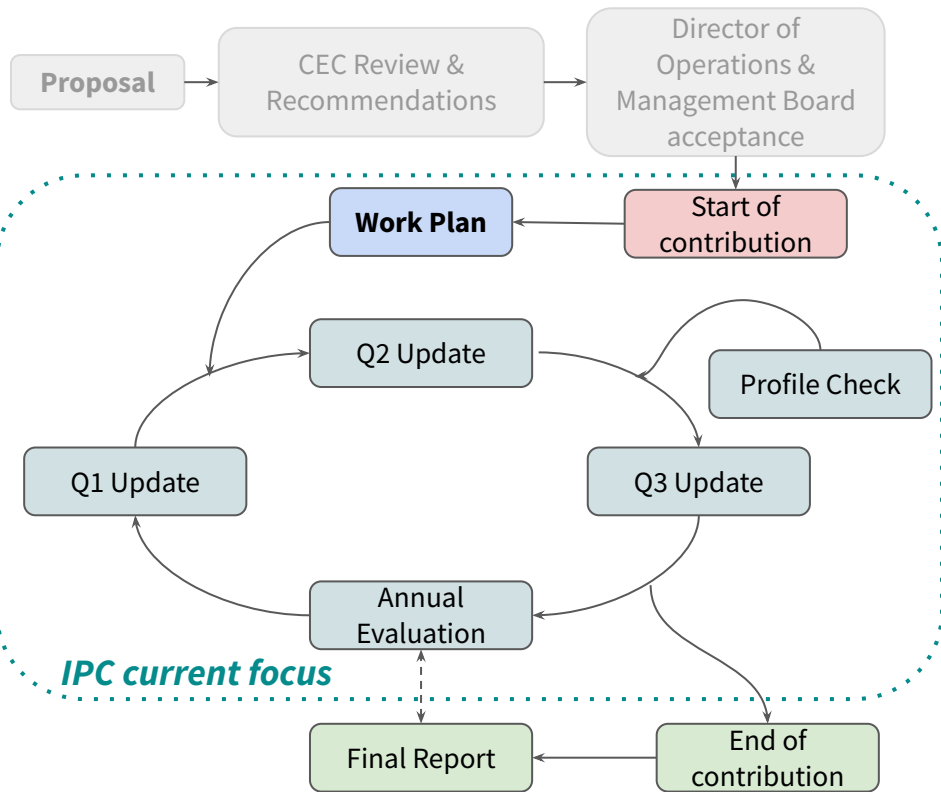 Proposal
CEC Review &
Recommendations
Director of
Operations &
Management Board
acceptance
Work Plan
Start of
contribution
Q2 Update
Profile Check
Q1 Update
Q3 Update
Annual
Evaluation
IPC current focus
Final Report
End of
contribution